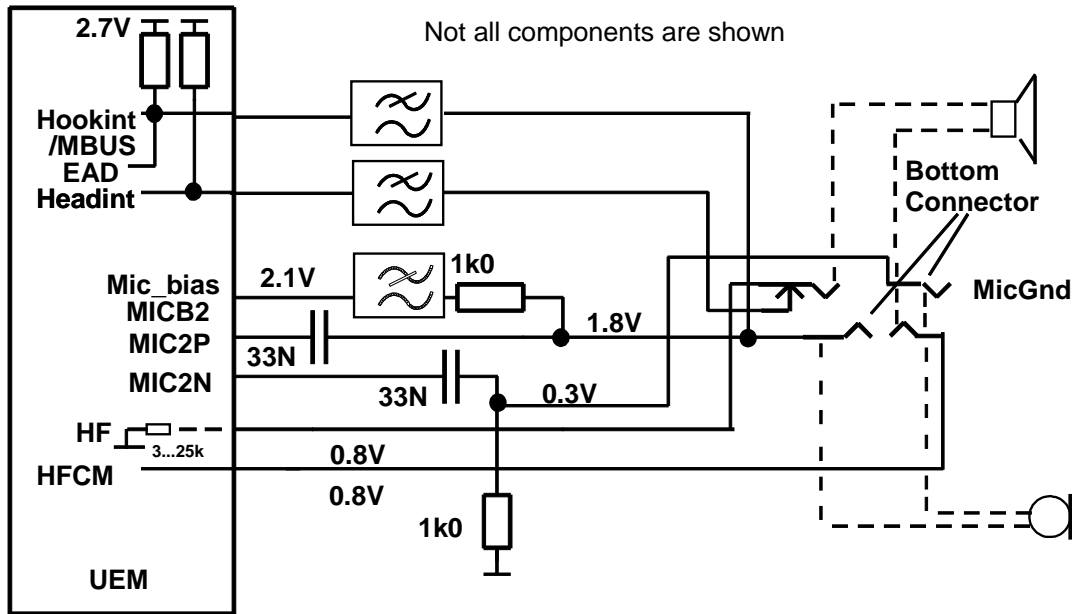 Not all components are shown
2.7V
Hookint
/MBUS
EAD
Headint
Bottom
Connector
Mic_bias
MICB2
2.1V
1k0
MicGnd
MIC2P
33N
1.8V
MIC2N
33N
0.3V
HF
3...25k
HFCM
0.8V
0.8V
1k0
UEM